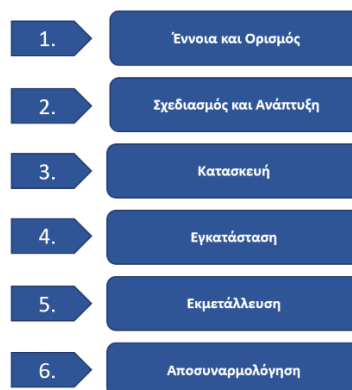 1. Έννοια και Ορισμός
2. Σχεδιασμός και Ανάπτυξη
3. Κατασκευή
4. Εγκατάσταση
5. Εκμετάλλευση
6. Αποσυναρμολόγηση